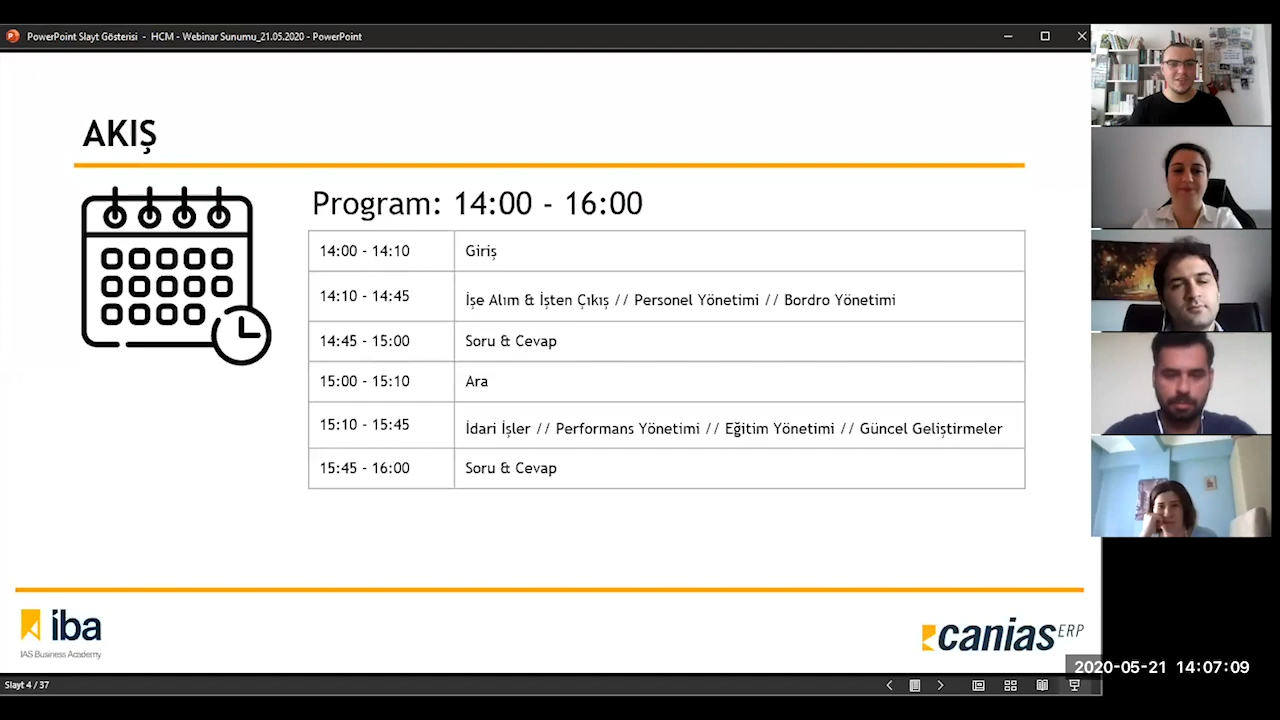 PowerPoint Slayt Gösterisi - HCM - Webinar Sunumu_21.05.2020 - PowerPoint
AKIŞ
Program: 14:00 - 16:00
14:00 - 14:10 Giriş
14:10 - 14:45 İşe Alım & İşten Çıkış // Personel Yönetimi // Bordro Yönetimi
14:45 - 15:00 Soru & Cevap
15:00 - 15:10 Ara
15:10 - 15:45 İdari İşler // Performans Yönetimi // Eğitim Yönetimi // Güncel Geliştirmeler
15:45 - 16:00 Soru & Cevap
iba
IAS Business Academy
canias ERP
2020-05-21 14:07:09
Slayt 4 / 37